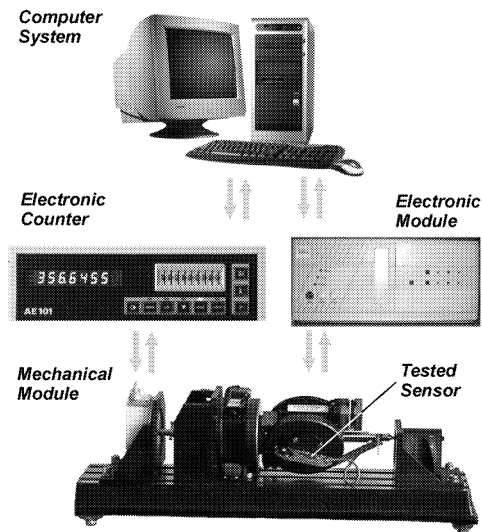 Computer
System
Electronic
Counter
Electronic
Module
356.6455
AE101
Mechanical
Module
Tested
Sensor